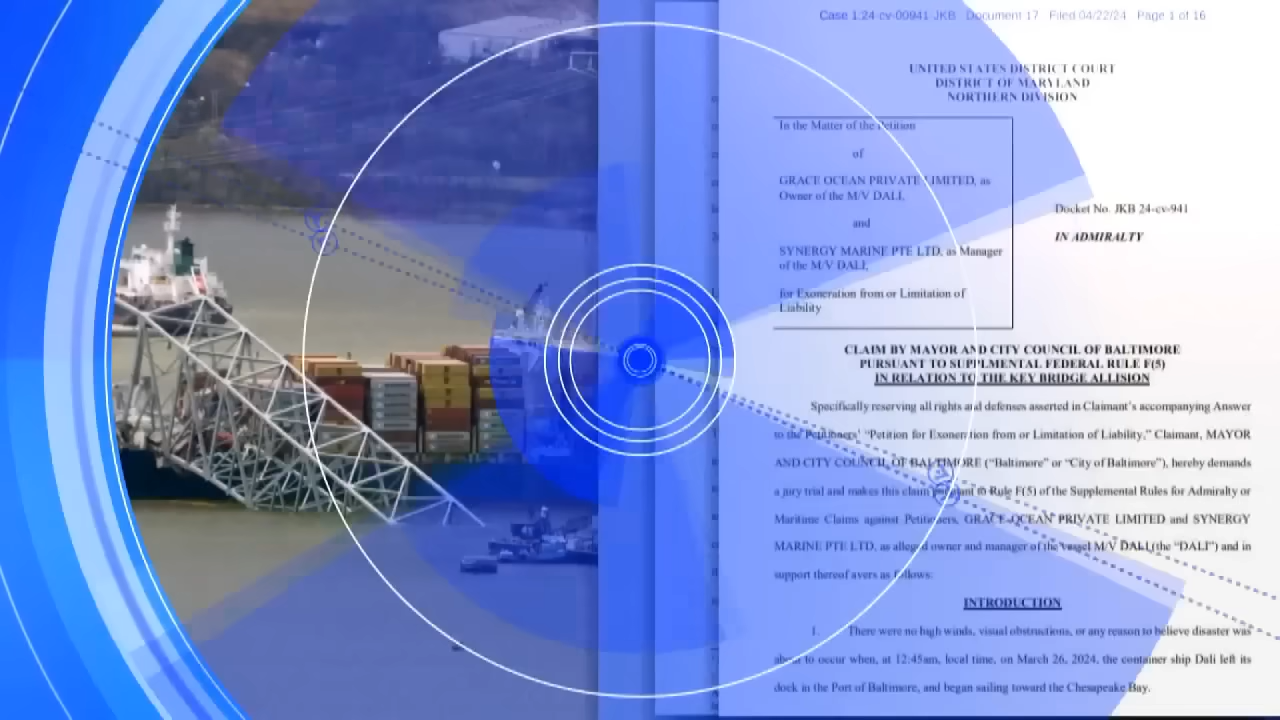 Case 1:24-cv-00941-JKB Document 17 Filed 04/22/24 Page 1 of 16
UNITED STATES DISTRICT COURT
DISTRICT OF MARYLAND
NORTHERN DIVISION
In the Matter of the Petition
of
GRACE OCEAN PRIVATE LIMITED, as
Owner of the M/V DALI,
and
SYNERGY MARINE PTE LTD, as Manager
of the M/V DALI,
for Exoneration from or Limitation of
Liability
Docket No. JKB 24-cv-941
IN ADMIRALTY
CLAIM BY MAYOR AND CITY COUNCIL OF BALTIMORE
PURSUANT TO SUPPLMENTAL FEDERAL RULE F(5)
IN RELATION TO THE KEY BRIDGE ALLISION
Specifically reserving all rights and defenses asserted in Claimant's accompanying Answer
to the Petitioners' “Petition for Exoneration from or Limitation of Liability,” Claimant, MAYOR
AND CITY COUNCIL OF BALTIMORE (“Baltimore” or “City of Baltimore”), hereby demands
a jury trial and makes this claim pursuant to Rule F(5) of the Supplemental Rules for Admiralty or
Maritime Claims against Petitioners, GRACE OCEAN PRIVATE LIMITED and SYNERGY
MARINE PTE LTD, as alleged owner and manager of the vessel M/V DALI (the “DALI”) and in
support thereof avers as follows:
INTRODUCTION
1. There were no high winds, visual obstructions, or any reason to believe disaster was
about to occur when, at 12:45am, local time, on March 26, 2024, the container ship Dali left its
dock in the Port of Baltimore, and began sailing toward the Chesapeake Bay.